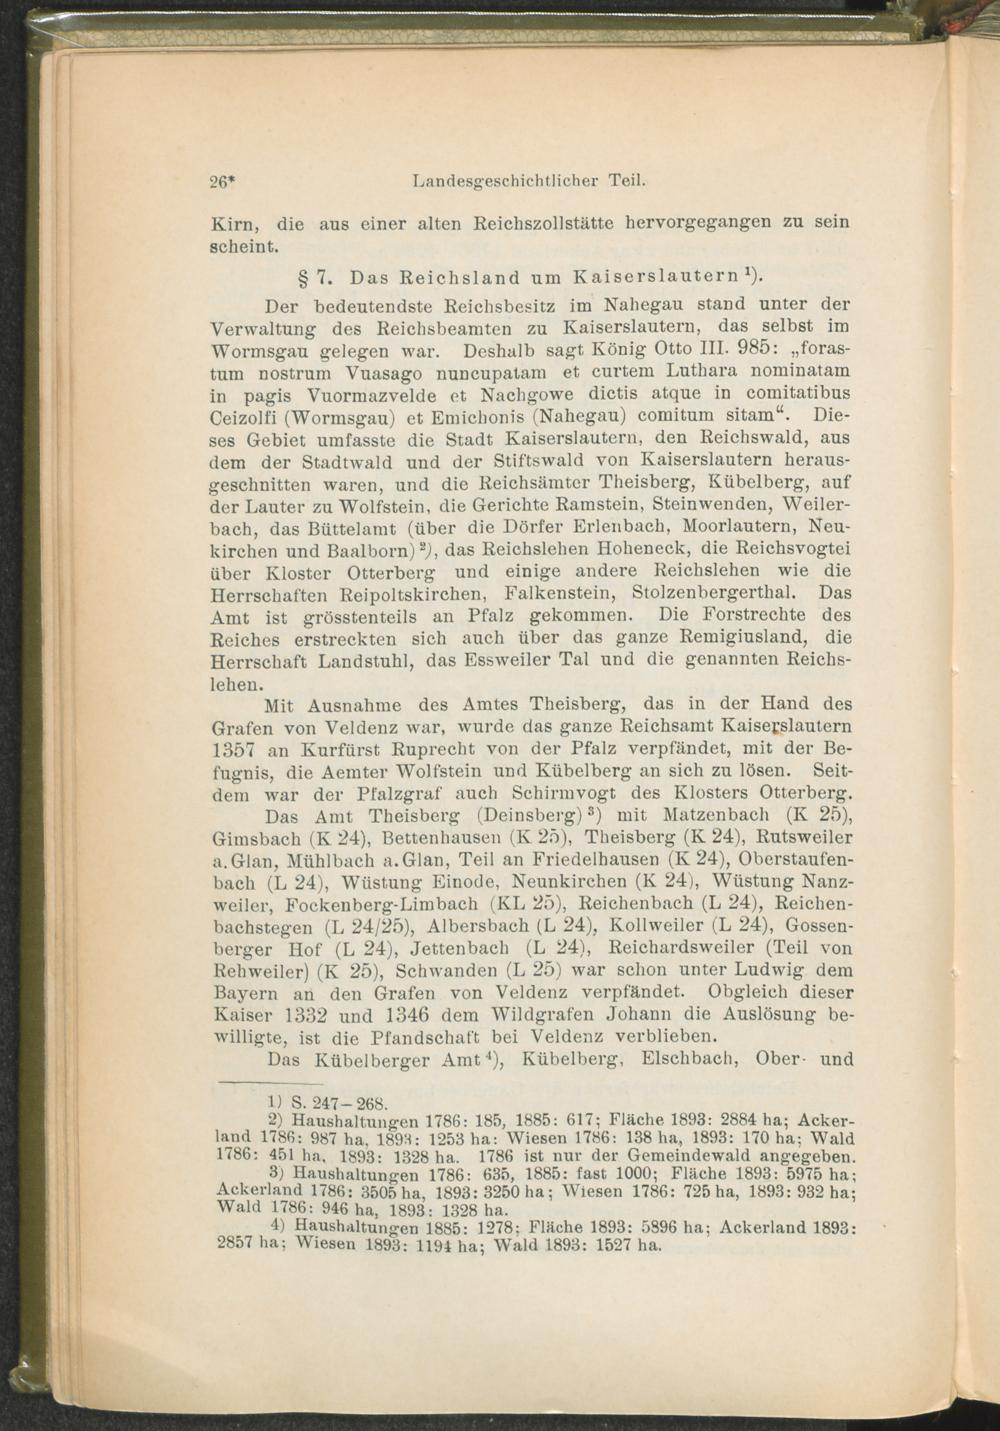 26* Landesgeschichtlicher Teil.
Kirn, die aus einer alten Reichszollstätte hervorgegangen zu sein
scheint.
§ 7. Das Reichsland um Kaiserslautern ¹).
Der bedeutendste Reichsbesitz im Nahegau stand unter der
Verwaltung des Reichsbeamten zu Kaiserslautern, das selbst im
Wormsgau gelegen war. Deshalb sagt König Otto III. 985: „foras-
tum nostrum Vuasago nuncupatam et curtem Luthara nominatam
in pagis Vuormazvelde et Nachgowe dictis atque in comitatibus
Ceizolfi (Wormsgau) et Emichonis (Nahegau) comitum sitam“. Die-
ses Gebiet umfasste die Stadt Kaiserslautern, den Reichswald, aus
dem der Stadtwald und der Stiftswald von Kaiserslautern heraus-
geschnitten waren, und die Reichsämter Theisberg, Kübelberg, auf
der Lauter zu Wolfstein, die Gerichte Ramstein, Steinwenden, Weiler-
bach, das Büttelamt (über die Dörfer Erlenbach, Moorlautern, Neu-
kirchen und Baalborn) ²), das Reichslehen Hoheneck, die Reichsvogtei
über Kloster Otterberg und einige andere Reichslehen wie die
Herrschaften Reipoltskirchen, Falkenstein, Stolzenbergerthal. Das
Amt ist grösstenteils an Pfalz gekommen. Die Forstrechte des
Reiches erstreckten sich auch über das ganze Remigiusland, die
Herrschaft Landstuhl, das Essweiler Tal und die genannten Reichs-
lehen.
Mit Ausnahme des Amtes Theisberg, das in der Hand des
Grafen von Veldenz war, wurde das ganze Reichsamt Kaiserslautern
1357 an Kurfürst Ruprecht von der Pfalz verpfändet, mit der Be-
fugnis, die Aemter Wolfstein und Kübelberg an sich zu lösen. Seit-
dem war der Pfalzgraf auch Schirmvogt des Klosters Otterberg.
Das Amt Theisberg (Deinsberg) ³) mit Matzenbach (K 25),
Gimsbach (K 24), Bettenhausen (K 25), Theisberg (K 24), Rutsweiler
a. Glan, Mühlbach a. Glan, Teil an Friedelhausen (K 24), Oberstaufen-
bach (L 24), Wüstung Einode, Neunkirchen (K 24), Wüstung Nanz-
weiler, Fockenberg-Limbach (KL 25), Reichenbach (L 24), Reichen-
bachstegen (L 24/25), Albersbach (L 24), Kollweiler (L 24), Gossen-
berger Hof (L 24), Jettenbach (L 24), Reichardsweiler (Teil von
Rehweiler) (K 25), Schwanden (L 25) war schon unter Ludwig dem
Bayern an den Grafen von Veldenz verpfändet. Obgleich dieser
Kaiser 1332 und 1346 dem Wildgrafen Johann die Auslösung be-
willigte, ist die Pfandschaft bei Veldenz verblieben.
Das Kübelberger Amt ⁴), Kübelberg, Elschbach, Ober- und
1) S. 247–268.
2) Haushaltungen 1786: 185, 1885: 617; Fläche 1893: 2884 ha; Acker-
land 1786: 987 ha, 1893: 1253 ha: Wiesen 1786: 138 ha, 1893: 170 ha; Wald
1786: 451 ha, 1893: 1328 ha. 1786 ist nur der Gemeindewald angegeben.
3) Haushaltungen 1786: 635, 1885: fast 1000; Fläche 1893: 5975 ha;
Ackerland 1786: 3505 ha, 1893: 3250 ha; Wiesen 1786: 725 ha, 1893: 932 ha;
Wald 1786: 946 ha, 1893: 1328 ha.
4) Haushaltungen 1885: 1278; Fläche 1893: 5896 ha; Ackerland 1893:
2857 ha; Wiesen 1893: 1194 ha; Wald 1893: 1527 ha.